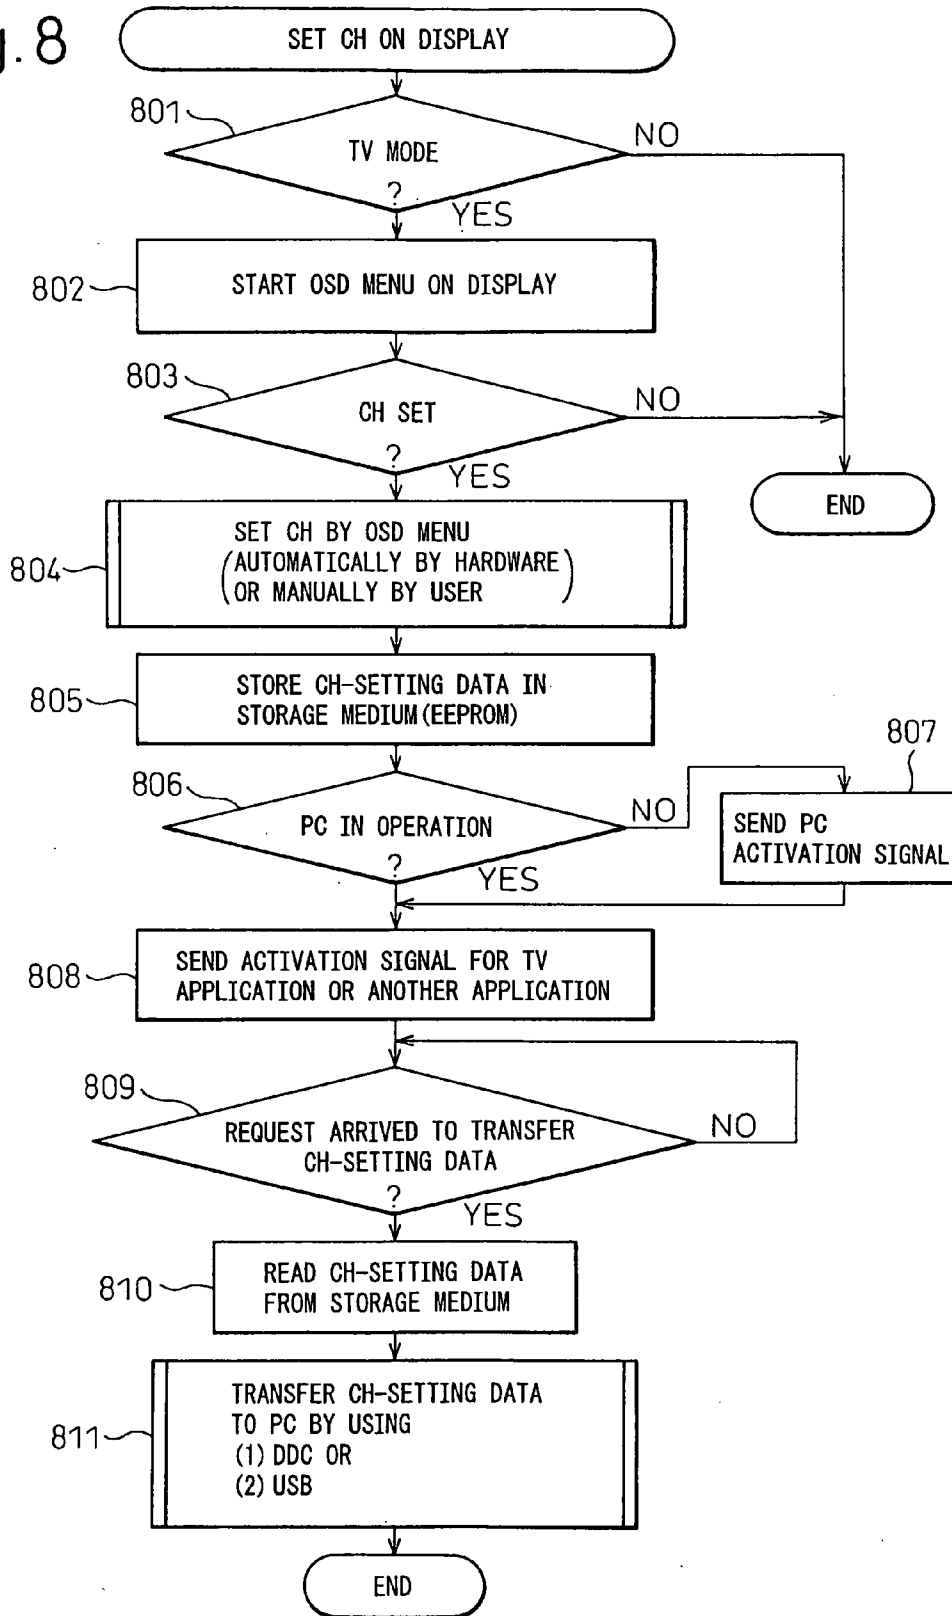 g. 8
SET CH ON DISPLAY
801
TV MODE
?
NO
YES
802
START OSD MENU ON DISPLAY
803
CH SET
?
NO
YES
END
804
SET CH BY OSD MENU
(AUTOMATICALLY BY HARDWARE
OR MANUALLY BY USER)
805
STORE CH-SETTING DATA IN
STORAGE MEDIUM (EEPROM)
806
PC IN OPERATION
?
NO
YES
807
SEND PC
ACTIVATION SIGNAL
808
SEND ACTIVATION SIGNAL FOR TV
APPLICATION OR ANOTHER APPLICATION
809
REQUEST ARRIVED TO TRANSFER
CH-SETTING DATA
?
NO
YES
810
READ CH-SETTING DATA
FROM STORAGE MEDIUM
811
TRANSFER CH-SETTING DATA
TO PC BY USING
(1) DDC OR
(2) USB
END